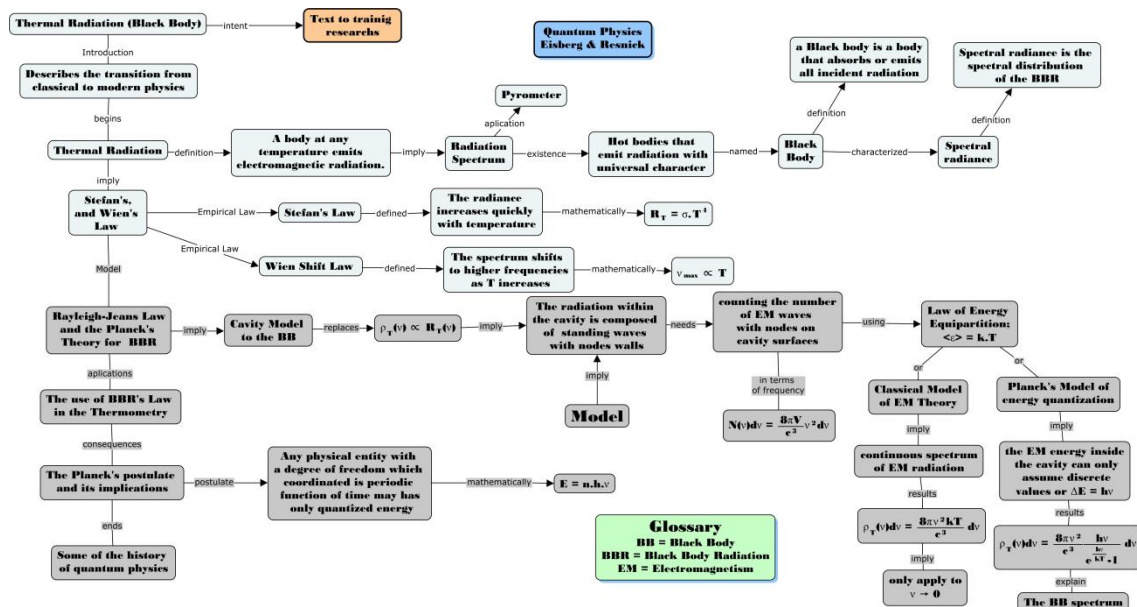 Thermal Radiation (Black Body)
intent
Text to trainig
researchs
Quantum Physics
Eisberg & Resnick
Introduction
Describes the transition from
classical to modern physics
begins
Thermal Radiation
definition
A body at any
temperature emits
electromagnetic radiation.
imply
Radiation
Spectrum
aplication
Pyrometer
existence
Hot bodies that
emit radiation with
universal character
named
Black
Body
definition
a Black body is a body
that absorbs or emits
all incident radiation
characterized
Spectral
radiance
definition
Spectral radiance is the
spectral distribution
of the BBR
imply
Stefan's,
and Wien's
Law
Empirical Law
Stefan's Law
defined
The radiance
increases quickly
with temperature
mathematically
R_T = σ. T⁴
Empirical Law
Wien Shift Law
defined
The spectrum shifts
to higher frequencies
as T increases
mathematically
ν_max ∝ T
Model
Rayleigh-Jeans Law
and the Planck's
Theory for BBR
imply
Cavity Model
to the BB
replaces
ρ_T(ν) ∝ R_T(ν)
imply
The radiation within
the cavity is composed
of standing waves
with nodes walls
imply
Model
needs
counting the number
of EM waves
with nodes on
cavity surfaces
in terms
of frequency
N(ν)dν = 8πV/c³ ν² dν
using
Law of Energy
Equipartition;
<ε> = k.T
or
Classical Model
of EM Theory
imply
continuous spectrum
of EM radiation
results
ρ_T(ν)dν = 8πν²kT/c³ dν
imply
only apply to
ν → 0
or
Planck's Model of
energy quantization
imply
the EM energy inside
the cavity can only
assume discrete
values or ΔE = hν
results
ρ_T(ν)dν = 8πν²/c³ hν/(e^(hν/kT) - 1) dν
explain
The BB spectrum
aplications
The use of BBR's Law
in the Thermometry
consequences
The Planck's postulate
and its implications
postulate
Any physical entity with
a degree of freedom which
coordinated is periodic
function of time may has
only quantized energy
mathematically
E = n.h.ν
ends
Some of the history
of quantum physics
Glossary
BB = Black Body
BBR = Black Body Radiation
EM = Electromagnetism